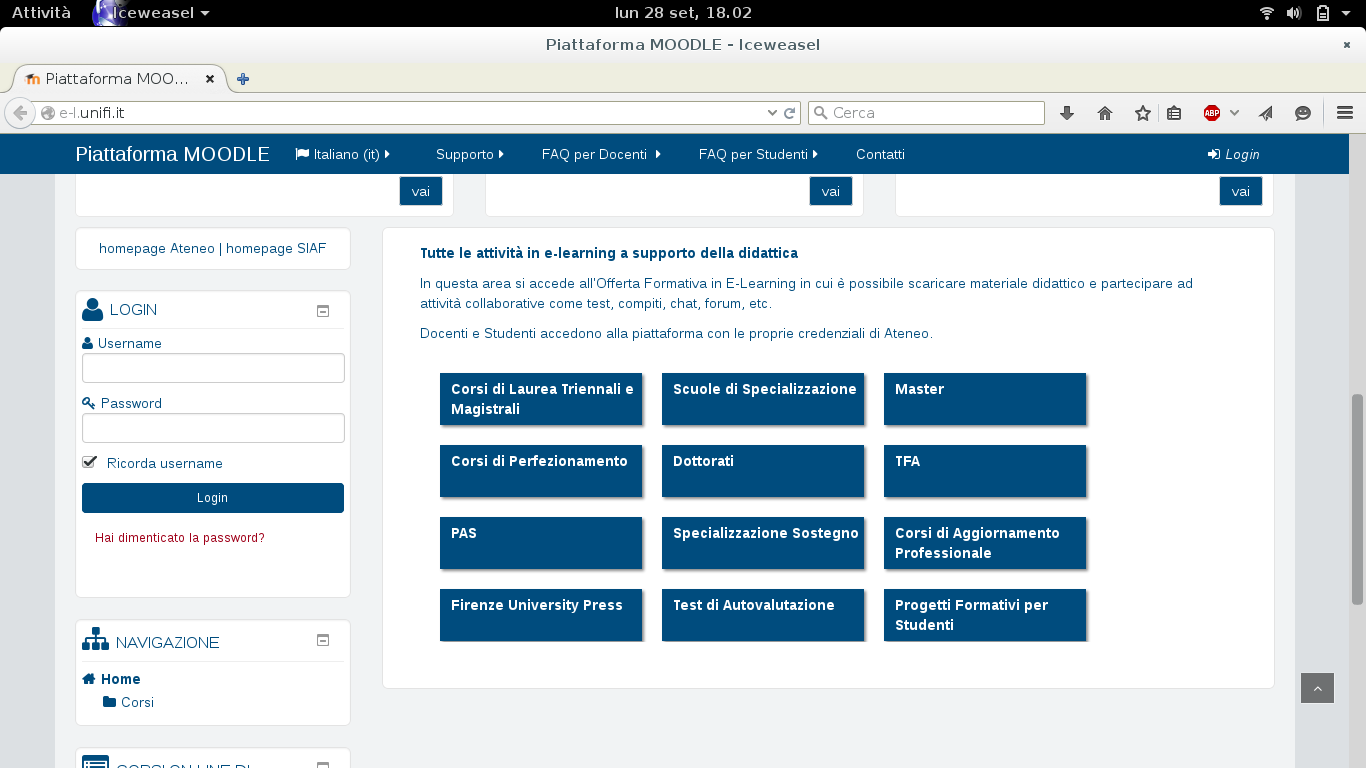 Attività Iceweasel lun 28 set, 18.02
Piattaforma MOODLE - Iceweasel
Piattaforma MOO...
e-l.unifi.it Cerca ABP
Piattaforma MOODLE Italiano (it) Supporto FAQ per Docenti FAQ per Studenti Contatti Login
vai vai vai
homepage Ateneo | homepage SIAF
LOGIN
Username
Password
Ricorda username
Login
Hai dimenticato la password?
NAVIGAZIONE
Home
Corsi
Tutte le attività in e-learning a supporto della didattica
In questa area si accede all'Offerta Formativa in E-Learning in cui è possibile scaricare materiale didattico e partecipare ad
attività collaborative come test, compiti, chat, forum, etc.
Docenti e Studenti accedono alla piattaforma con le proprie credenziali di Ateneo.
Corsi di Laurea Triennali e
Magistrali
Scuole di Specializzazione
Master
Corsi di Perfezionamento
Dottorati
TFA
PAS
Specializzazione Sostegno
Corsi di Aggiornamento
Professionale
Firenze University Press
Test di Autovalutazione
Progetti Formativi per
Studenti